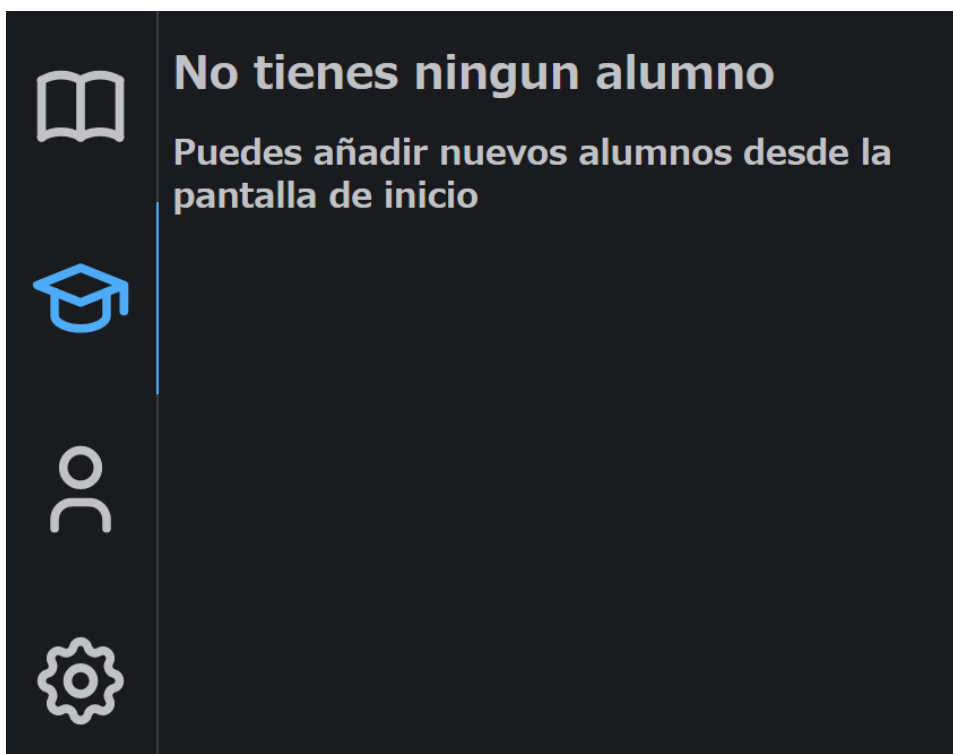 No tienes ningun alumno
Puedes añadir nuevos alumnos desde la
pantalla de inicio